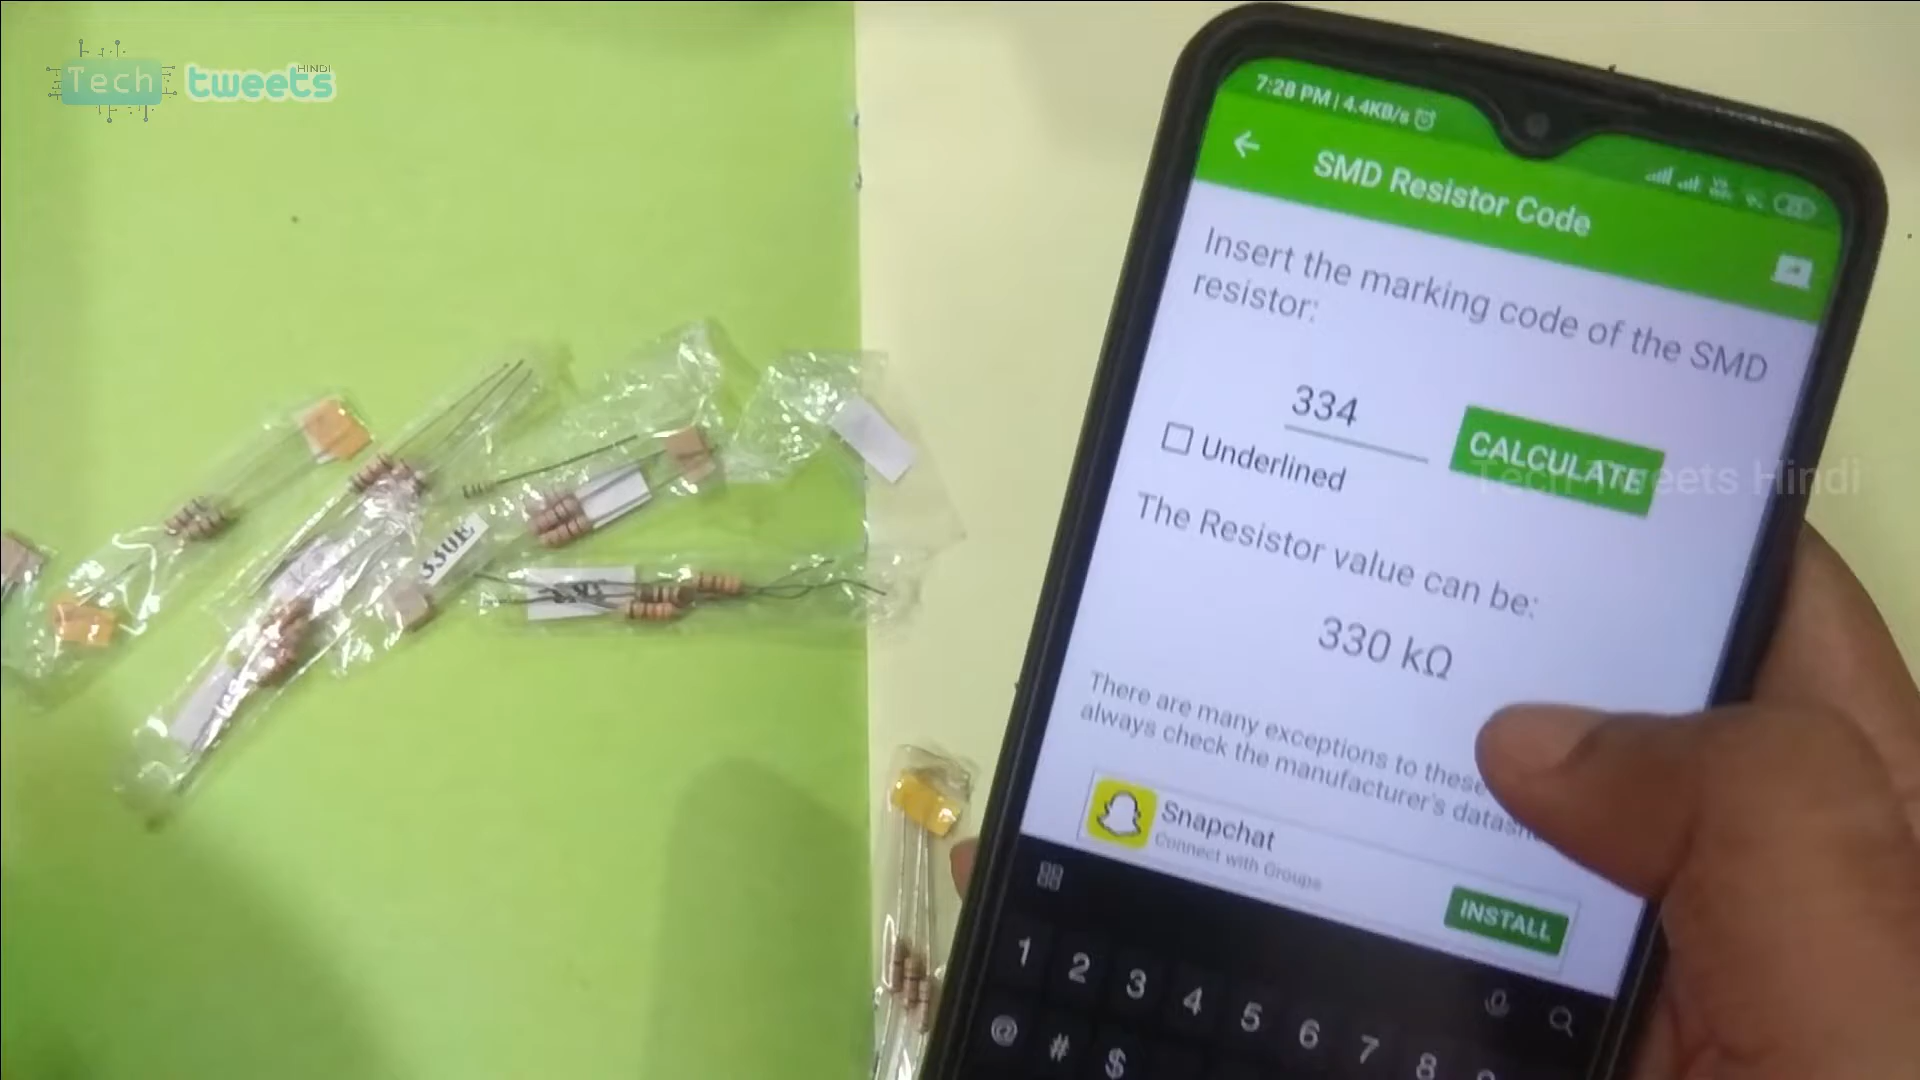 Tech tweets HINDI
7:28 PM | 4.4KB/s
SMD Resistor Code
Insert the marking code of the SMD
resistor:
334
CALCULATE
Underlined
Tech Tweets Hindi
The Resistor value can be:
330 kΩ
There are many exceptions to these
always check the manufacturer's
Snapchat
Connect with Groups
INSTALL
1 2 3 4 5 6 7 8
@ # $
330E